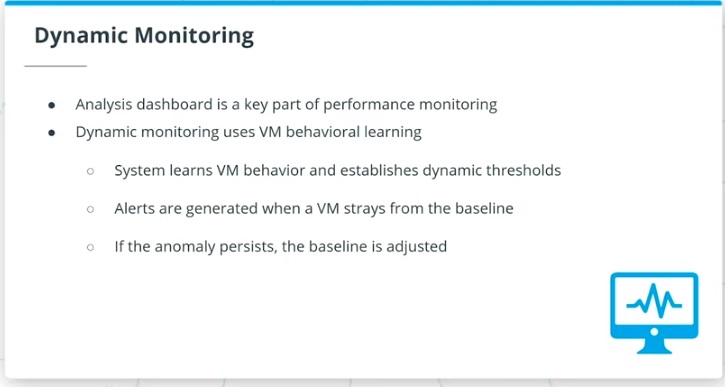 Dynamic Monitoring
● Analysis dashboard is a key part of performance monitoring
● Dynamic monitoring uses VM behavioral learning
○ System learns VM behavior and establishes dynamic thresholds
○ Alerts are generated when a VM strays from the baseline
○ If the anomaly persists, the baseline is adjusted